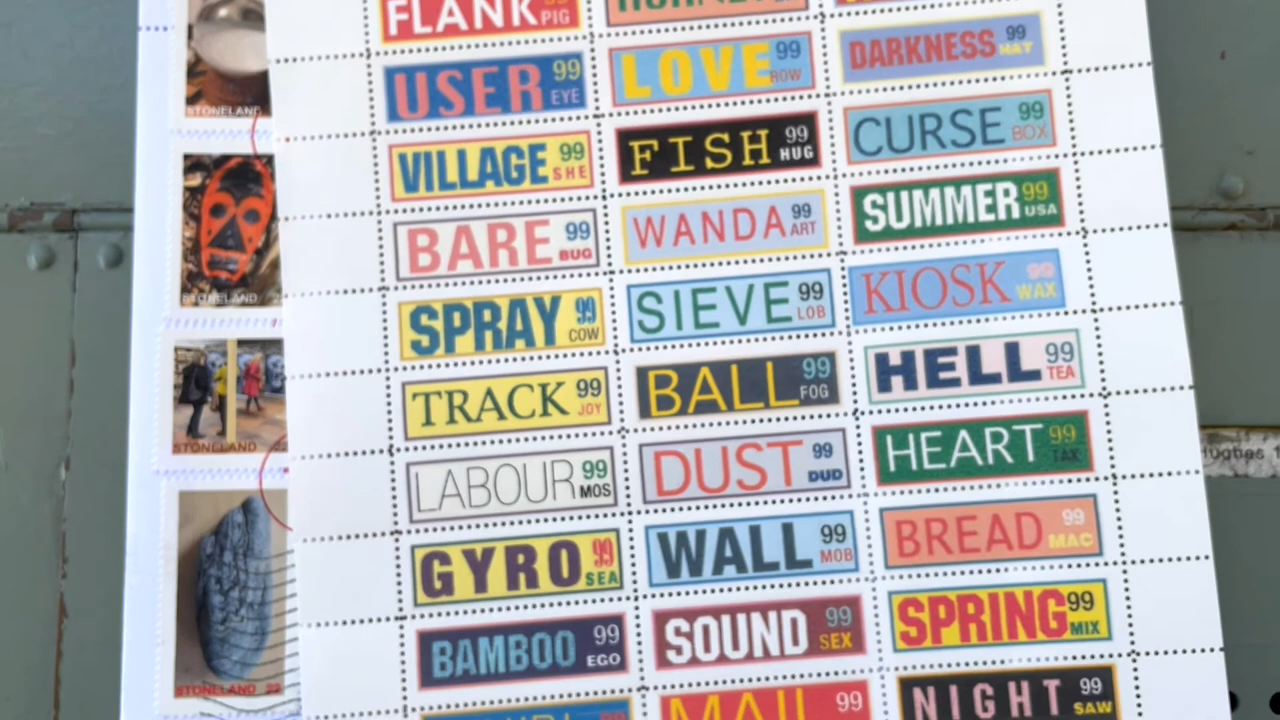 FLANK PIG
USER 99 EYE
LOVE 99 ROW
DARKNESS 99 HAT
VILLAGE 99 SHE
FISH 99 HUG
CURSE 99 BOX
BARE 99 BUG
WANDA 99 ART
SUMMER 99 USA
SPRAY 99 COW
SIEVE 99 LOB
KIOSK 99 WAX
TRACK 99 JOY
BALL 99 FOG
HELL 99 TEA
LABOUR 99 MOS
DUST 99 DUD
HEART 99 TAX
GYRO 99 SEA
WALL 99 MOB
BREAD 99 MAC
BAMBOO 99 EGO
SOUND 99 SEX
SPRING 99 MIX
MAIL 99
NIGHT 99 SAW
STONELAND
STONELAND
STONELAND
STONELAND 22
Hughes